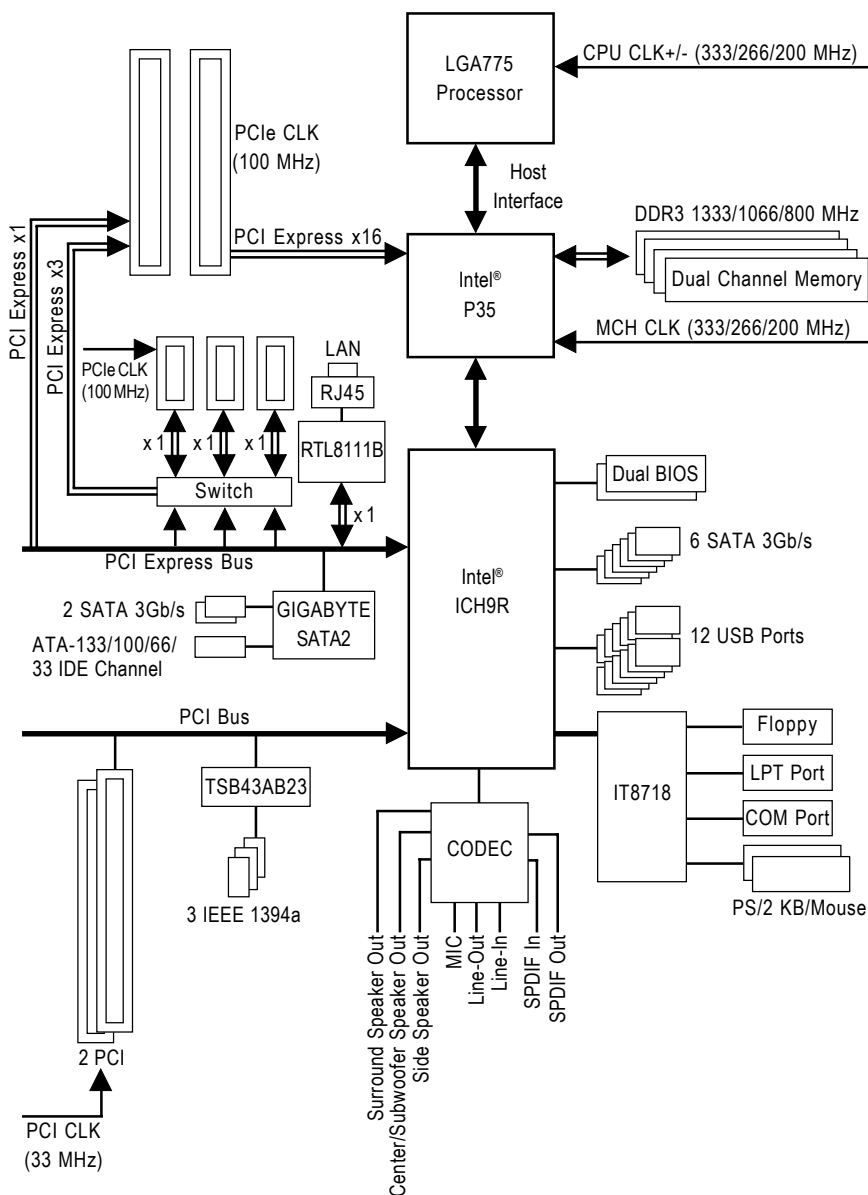 LGA775
Processor
CPU CLK+/- (333/266/200 MHz)
PCIe CLK
(100 MHz)
Host
Interface
DDR3 1333/1066/800 MHz
Dual Channel Memory
PCI Express x1
PCI Express x3
PCI Express x16
Intel®
P35
MCH CLK (333/266/200 MHz)
PCIe CLK
(100 MHz)
LAN
RJ45
RTL8111B
x 1
x 1
x 1
Switch
x 1
PCI Express Bus
Dual BIOS
6 SATA 3Gb/s
Intel®
ICH9R
2 SATA 3Gb/s
GIGABYTE
SATA2
ATA-133/100/66/
33 IDE Channel
12 USB Ports
PCI Bus
TSB43AB23
3 IEEE 1394a
IT8718
Floppy
LPT Port
COM Port
PS/2 KB/Mouse
CODEC
Surround Speaker Out
Center/Subwoofer Speaker Out
Side Speaker Out
MIC
Line-Out
Line-In
SPDIF In
SPDIF Out
2 PCI
PCI CLK
(33 MHz)